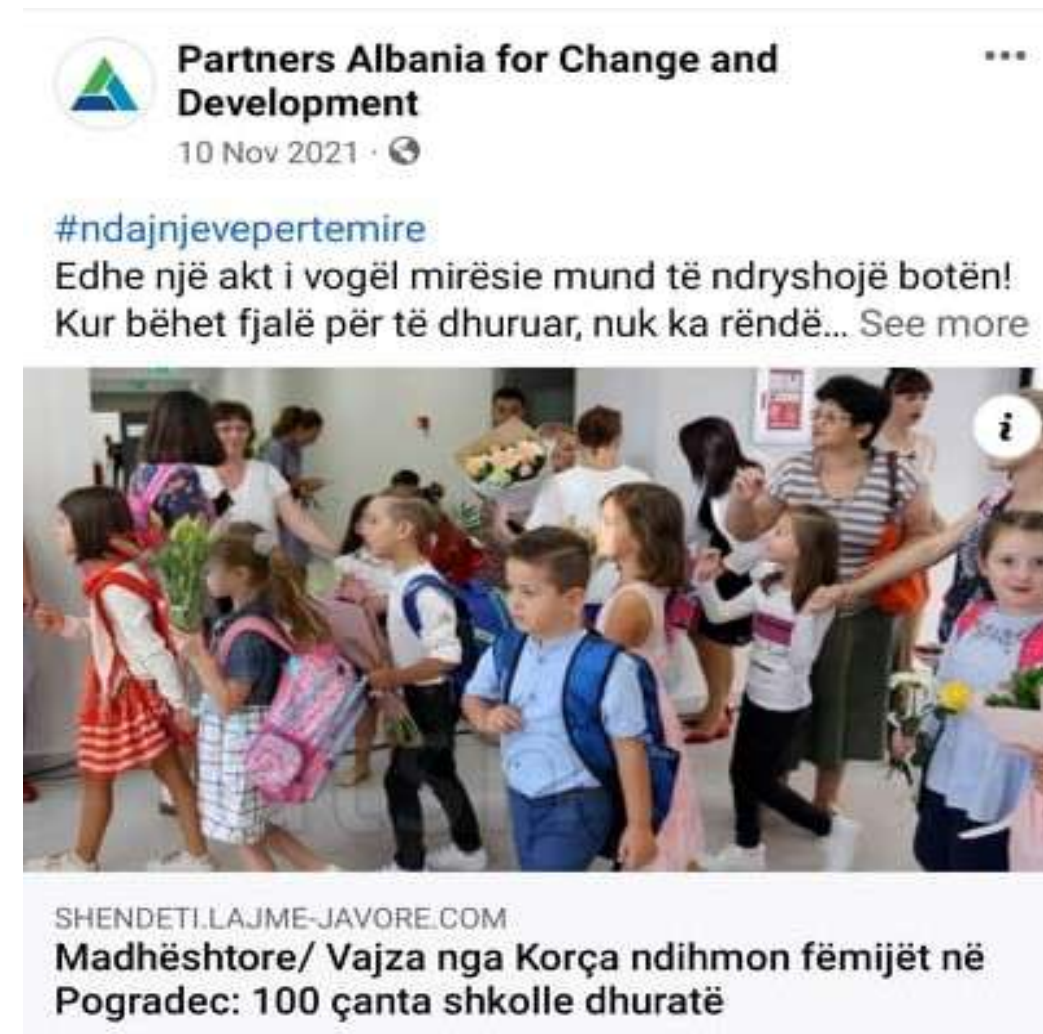 Partners Albania for Change and
Development
10 Nov 2021 ·
#ndajnjevepertemire
Edhe një akt i vogël mirësie mund të ndryshojë botën!
Kur bëhet fjalë për të dhuruar, nuk ka rëndë... See more
SHENDETI.LAJME-JAVORE.COM
Madhështore/ Vajza nga Korça ndihmon fëmijët në
Pogradec: 100 çanta shkolle dhuratë